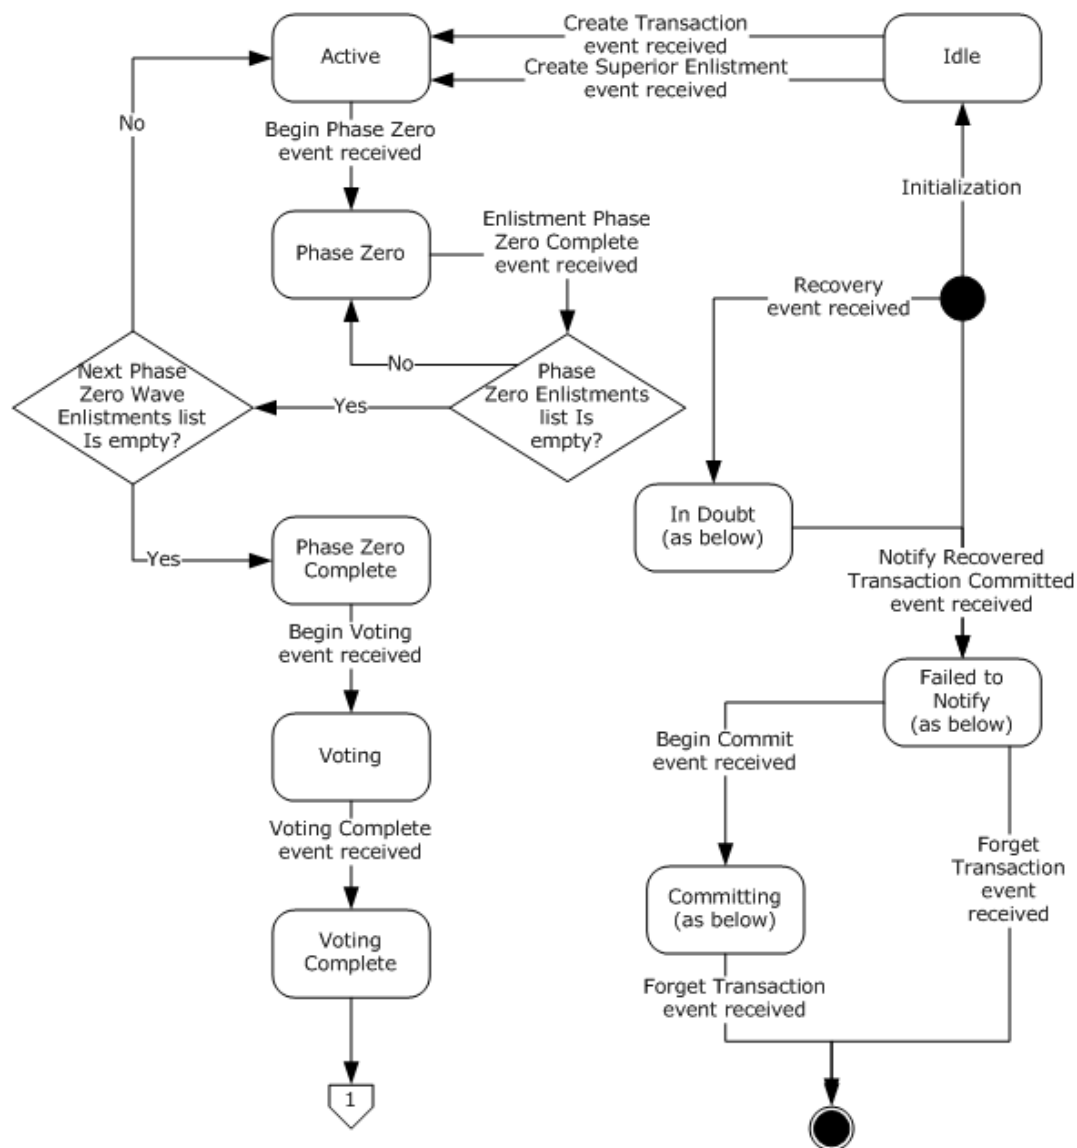 Active
Create Transaction
event received
Create Superior Enlistment
event received
Idle
No
Begin Phase Zero
event received
Initialization
Phase Zero
Enlistment Phase
Zero Complete
event received
Recovery
event received
No
Next Phase
Zero Wave
Enlistments list
Is empty?
Yes
Phase
Zero Enlistments
list Is
empty?
In Doubt
(as below)
Yes
Phase Zero
Complete
Notify Recovered
Transaction Committed
event received
Begin Voting
event received
Failed to
Notify
(as below)
Voting
Begin Commit
event received
Voting Complete
event received
Forget
Transaction
event
received
Committing
(as below)
Voting
Complete
Forget Transaction
event received
1